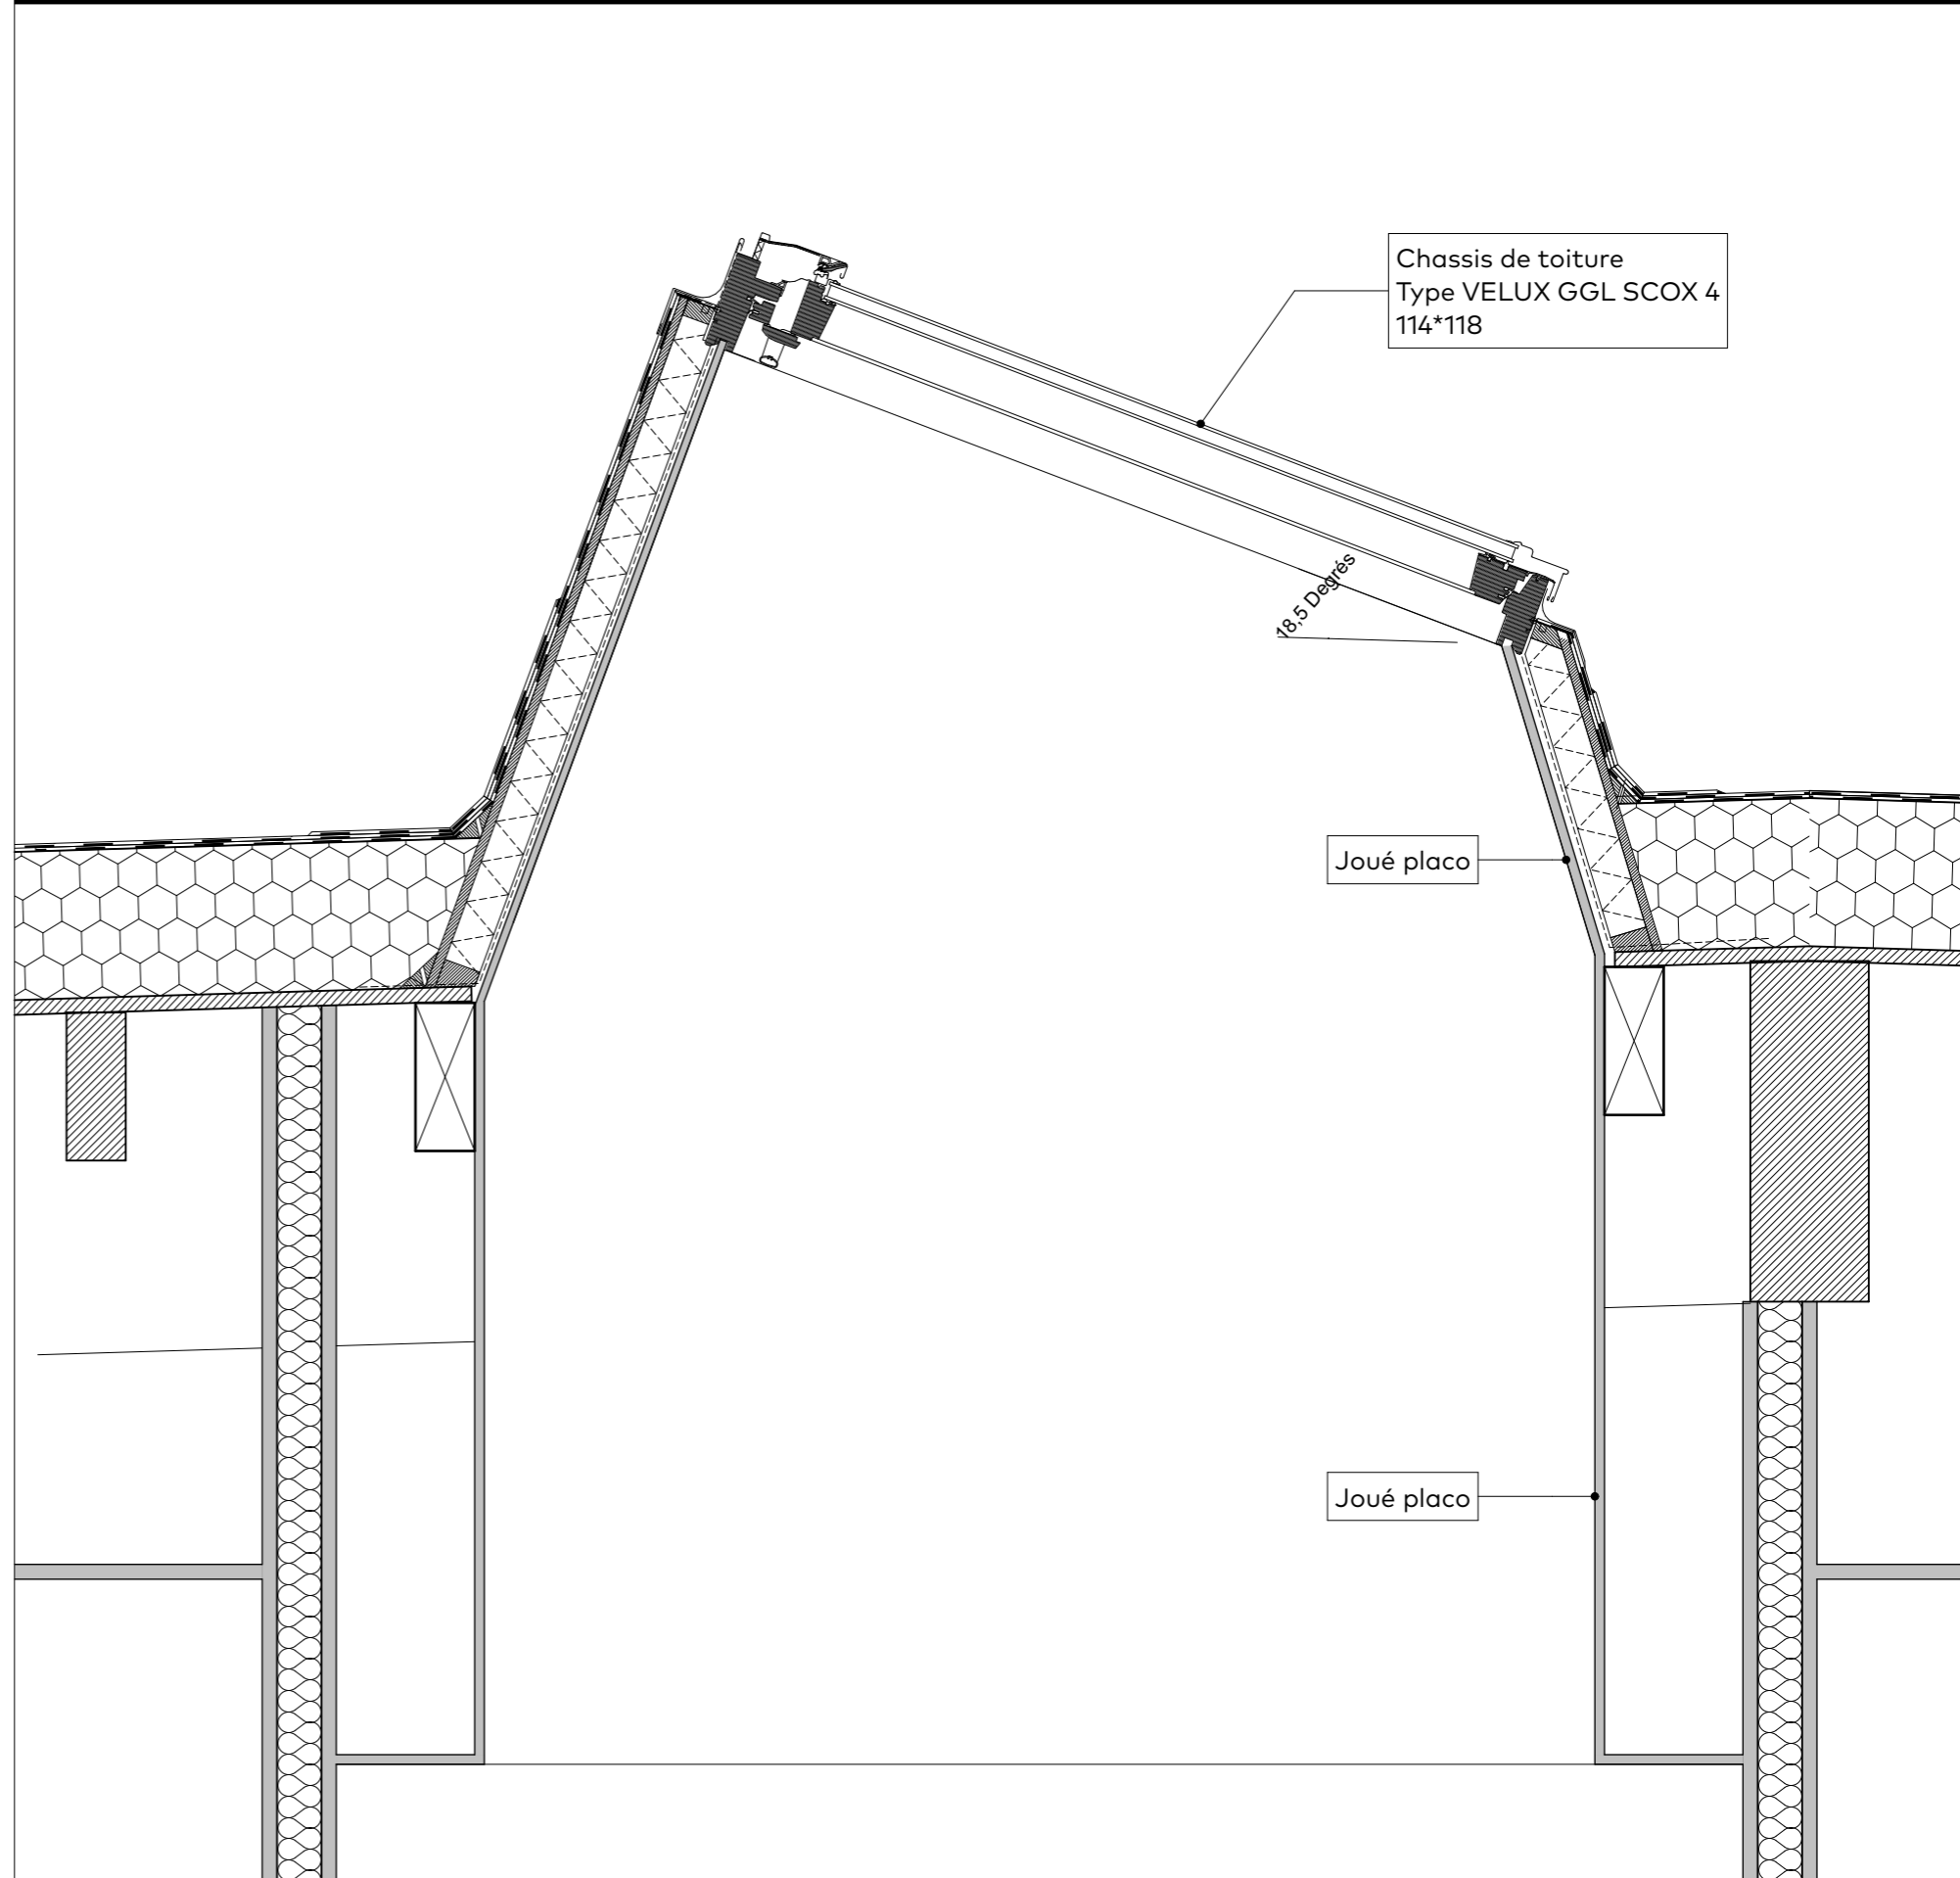 Chassis de toiture
Type VELUX GGL SCOX 4
114*118
18,5 Degrés
Joué placo
Joué placo